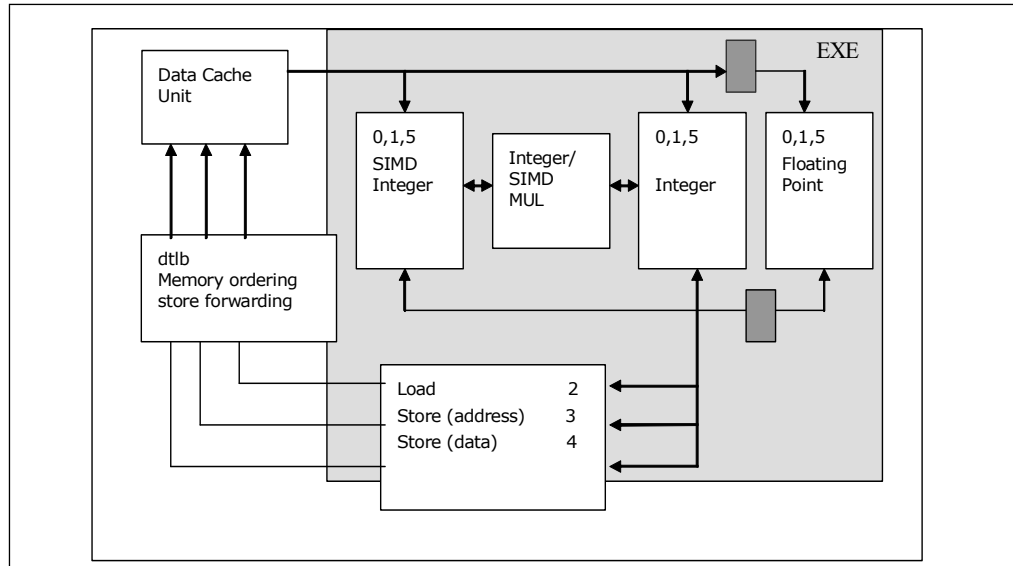 EXE
Data Cache
Unit
0,1,5
SIMD
Integer
Integer/
SIMD
MUL
0,1,5
Integer
0,1,5
Floating
Point
dtlb
Memory ordering
store forwarding
Load 2
Store (address) 3
Store (data) 4